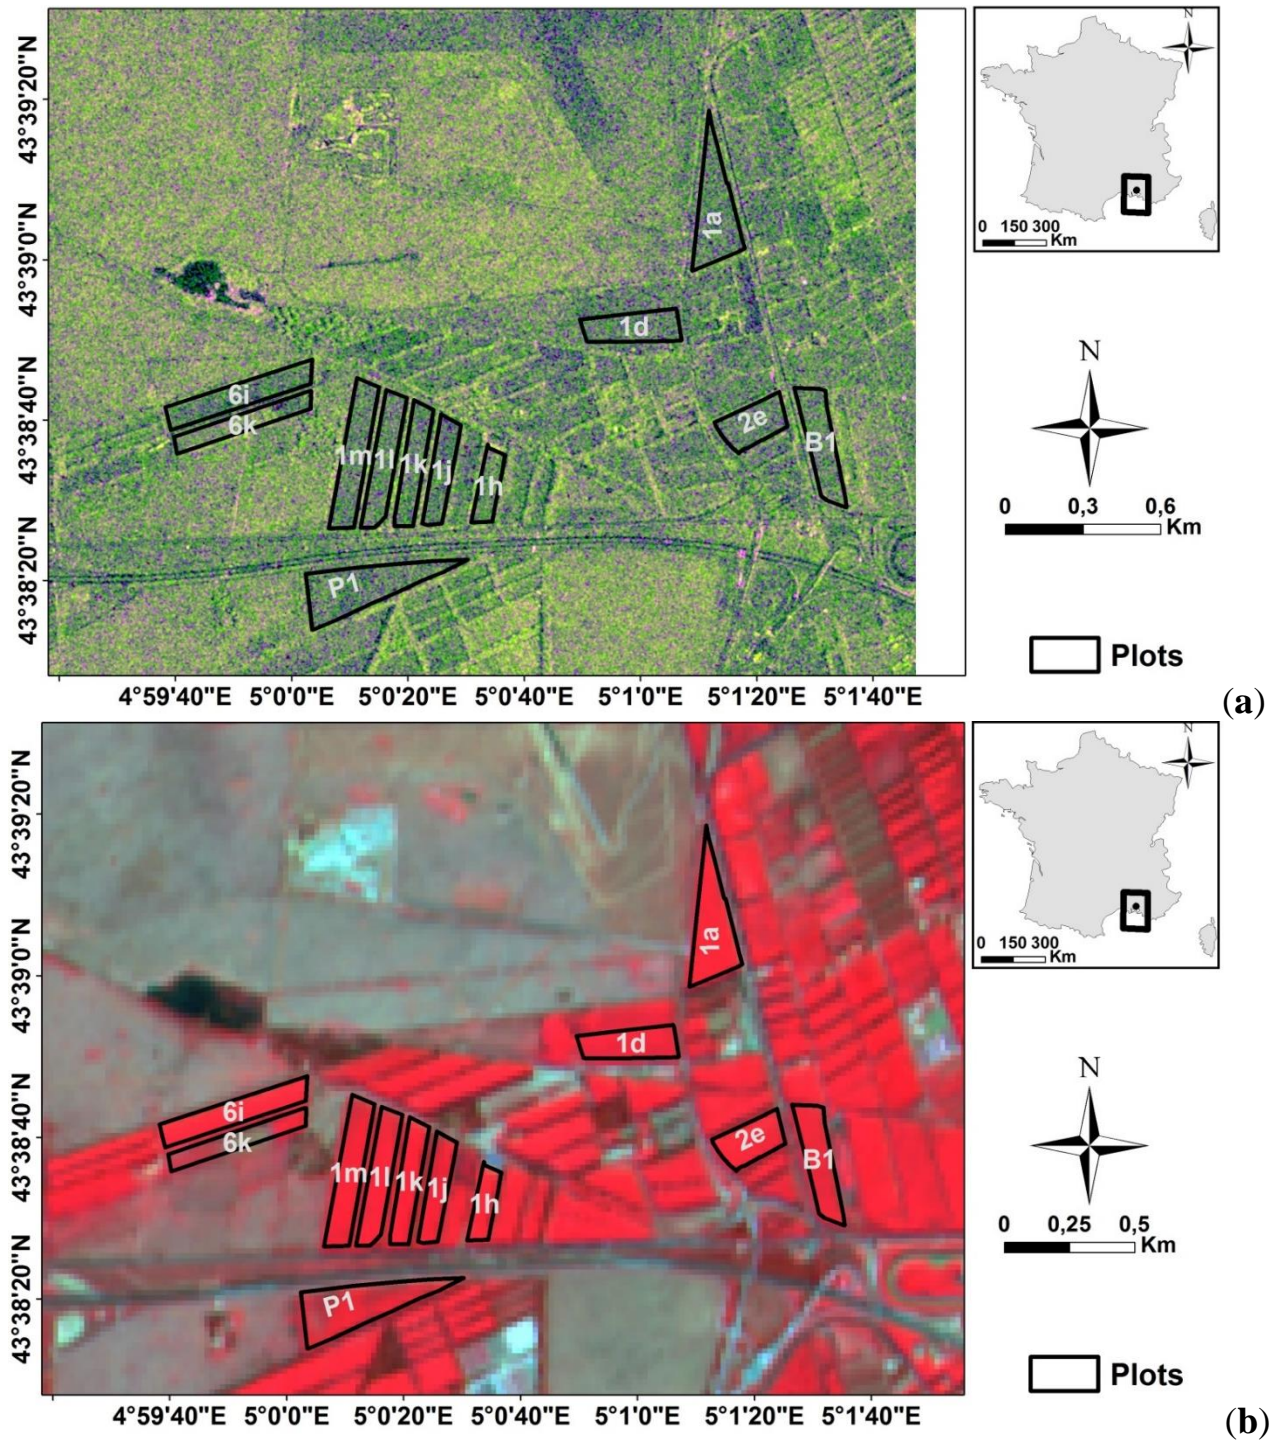 43°39'20"N
43°39'0"N
43°38'40"N
43°38'20"N
1a
1d
6i
6k
1m
1l
1k
1j
1h
2e
B1
P1
4°59'40"E 5°0'0"E 5°0'20"E 5°0'40"E 5°1'0"E 5°1'20"E 5°1'40"E
N
0 150 300
Km
N
0 0,3 0,6
Km
Plots
(a)
43°39'20"N
43°39'0"N
43°38'40"N
43°38'20"N
1a
1d
6i
6k
1m
1l
1k
1j
1h
2e
B1
P1
4°59'40"E 5°0'0"E 5°0'20"E 5°0'40"E 5°1'0"E 5°1'20"E 5°1'40"E
N
0 150 300
Km
N
0 0,25 0,5
Km
Plots
(b)